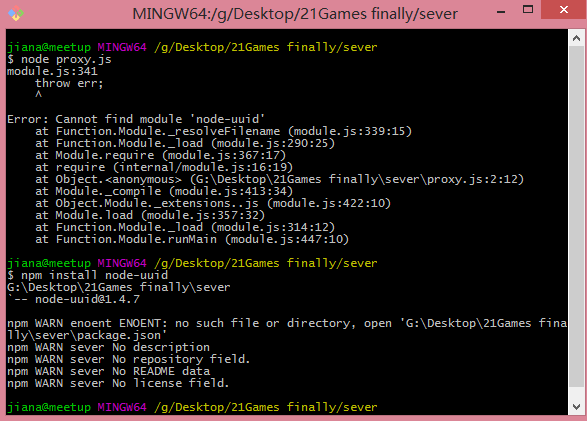 MINGW64:/g/Desktop/21Games finally/sever
jiana@meetup MINGW64 /g/Desktop/21Games finally/sever
$ node proxy.js
module.js:341
    throw err;
    ^
Error: Cannot find module 'node-uuid'
    at Function.Module._resolveFilename (module.js:339:15)
    at Function.Module._load (module.js:290:25)
    at Module.require (module.js:367:17)
    at require (internal/module.js:16:19)
    at Object.<anonymous> (G:\Desktop\21Games finally\sever\proxy.js:2:12)
    at Module._compile (module.js:413:34)
    at Object.Module._extensions..js (module.js:422:10)
    at Module.load (module.js:357:32)
    at Function.Module._load (module.js:314:12)
    at Function.Module.runMain (module.js:447:10)
jiana@meetup MINGW64 /g/Desktop/21Games finally/sever
$ npm install node-uuid
G:\Desktop\21Games finally\sever
`-- node-uuid@1.4.7
npm WARN enoent ENOENT: no such file or directory, open 'G:\Desktop\21Games fina
lly\sever\package.json'
npm WARN sever No description
npm WARN sever No repository field.
npm WARN sever No README data
npm WARN sever No license field.
jiana@meetup MINGW64 /g/Desktop/21Games finally/sever